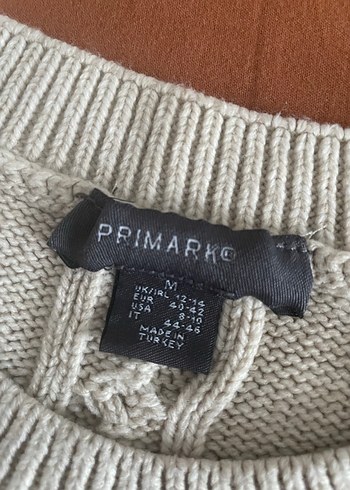 PRIMARK®
M
UK/IRL 12-14
EUR 40-42
USA 8-10
IT 44-46
MADE IN
TURKEY